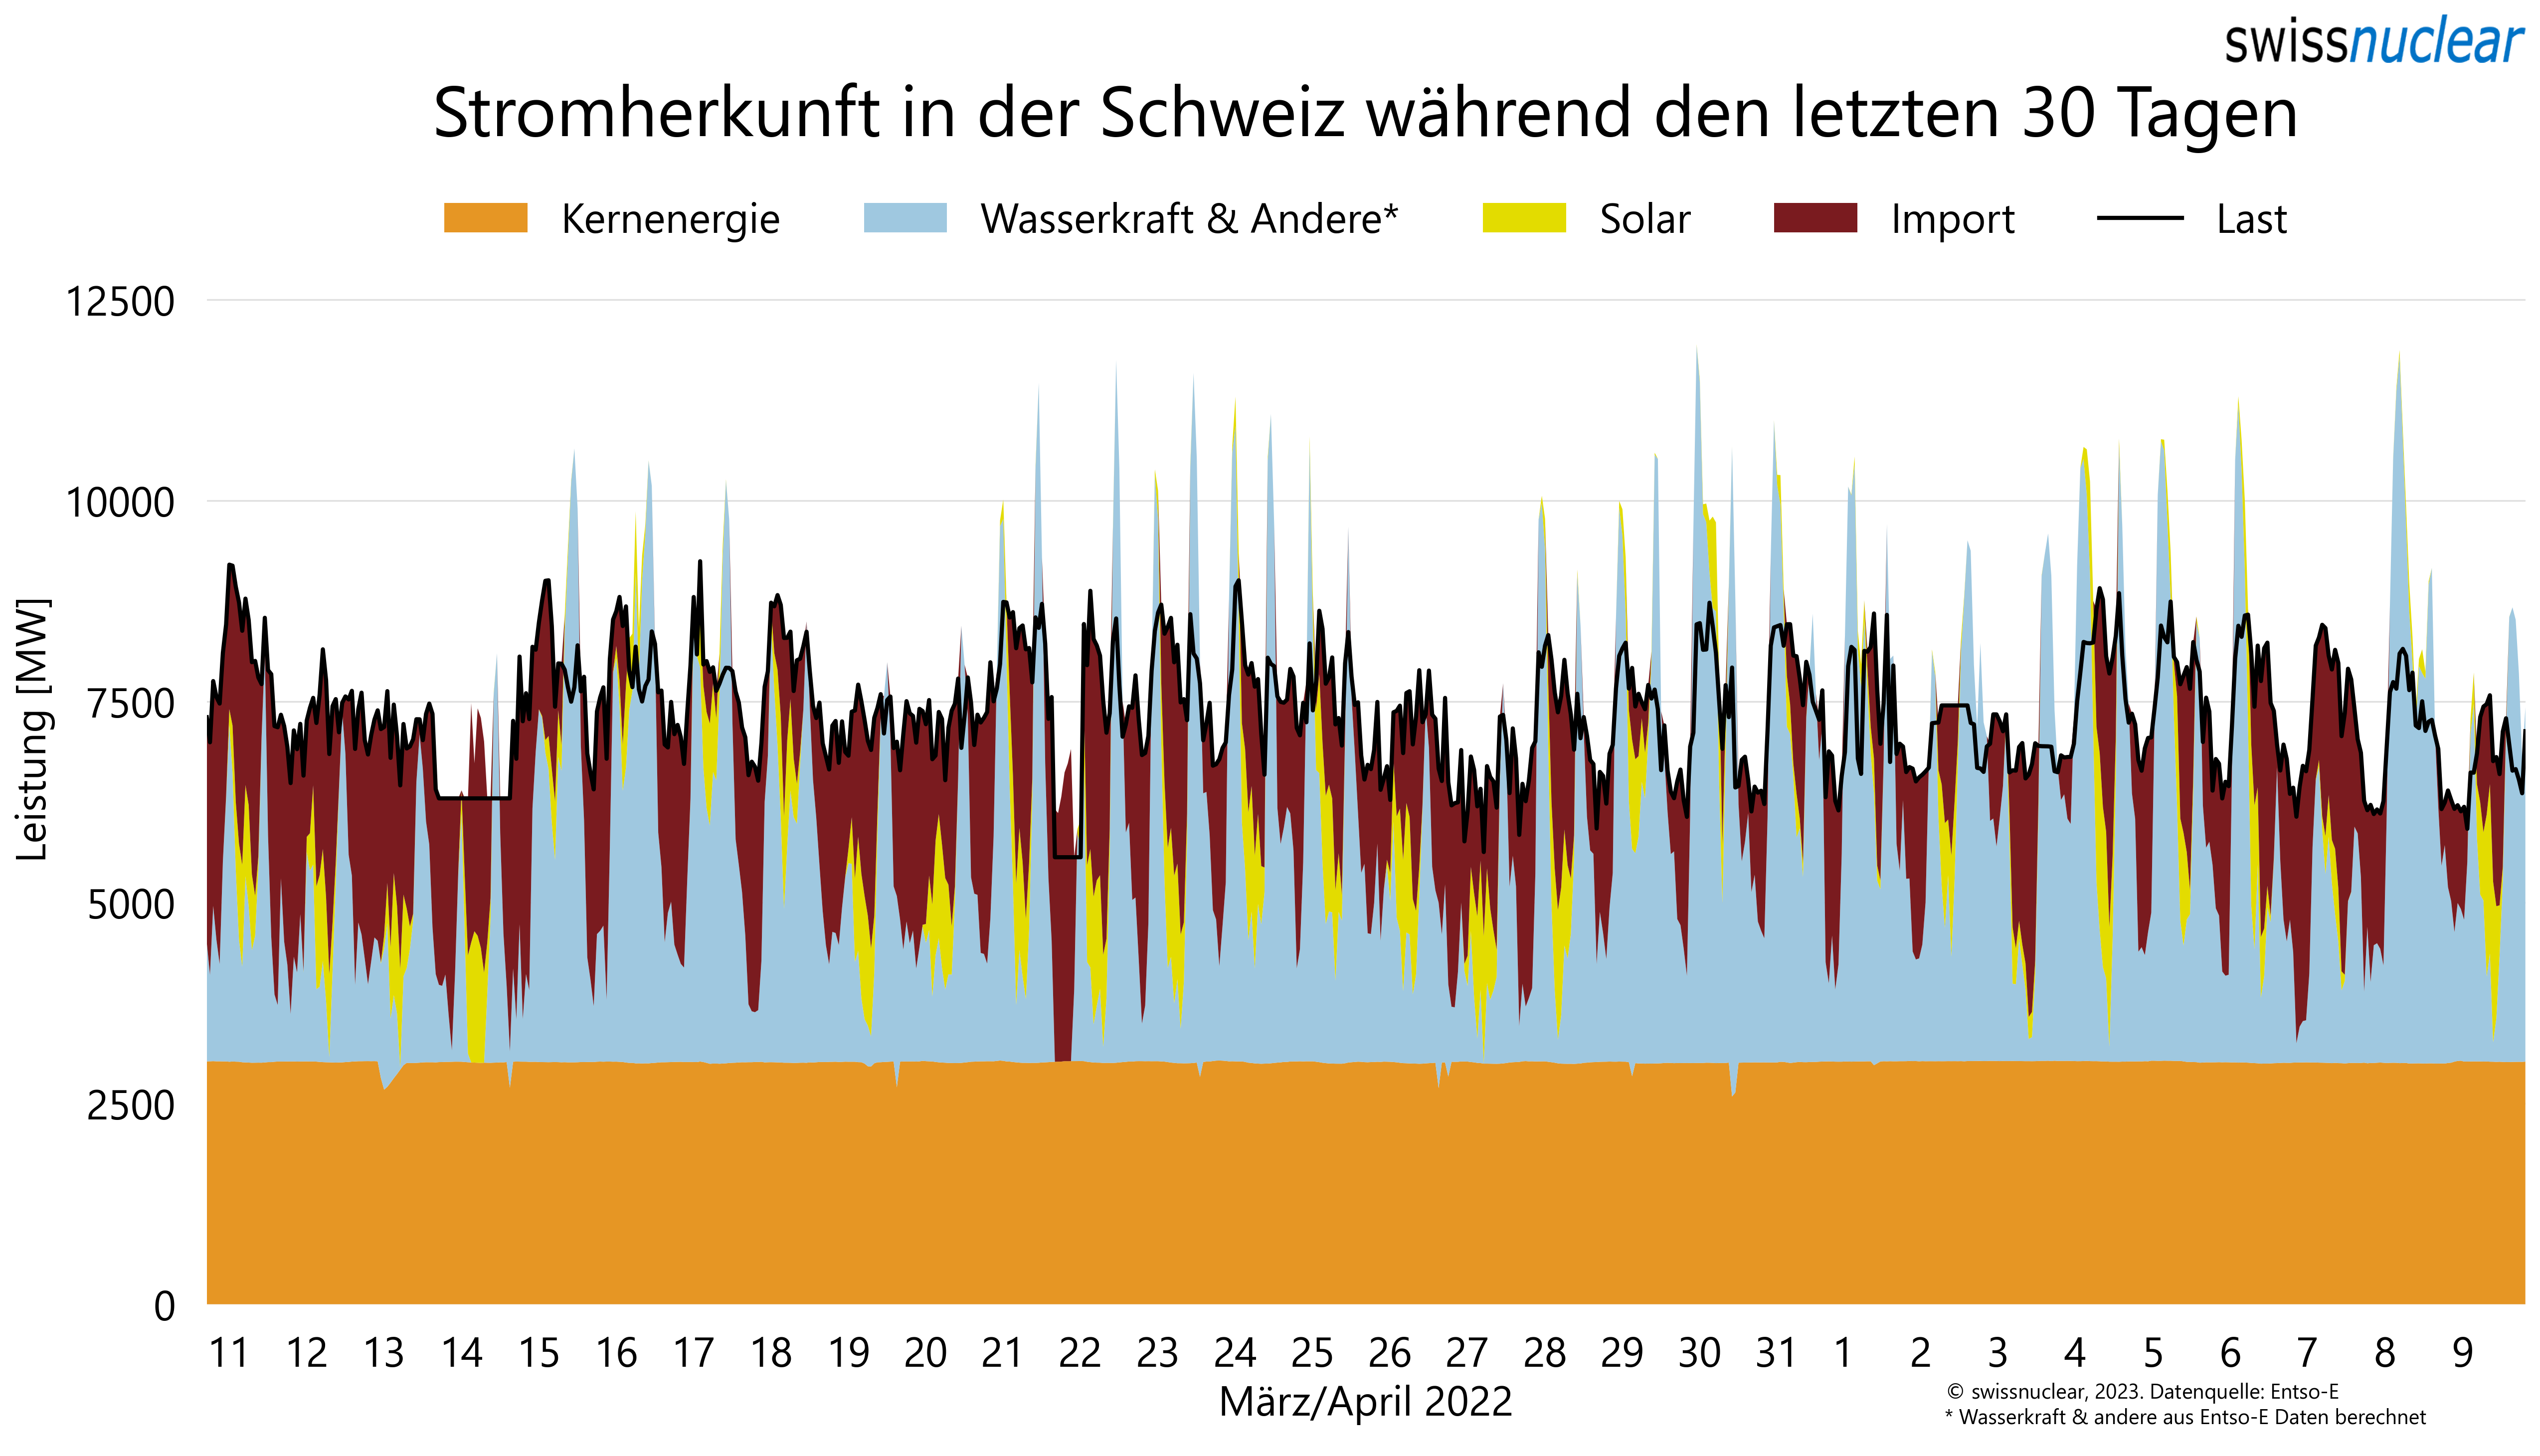 swissnuclear
Stromherkunft in der Schweiz während den letzten 30 Tagen
Kernenergie Wasserkraft & Andere* Solar Import Last
12500
10000
7500
5000
2500
0
Leistung [MW]
11 12 13 14 15 16 17 18 19 20 21 22 23 24 25 26 27 28 29 30 31 1 2 3 4 5 6 7 8 9
März/April 2022
© swissnuclear, 2023. Datenquelle: Entso-E
* Wasserkraft & andere aus Entso-E Daten berechnet